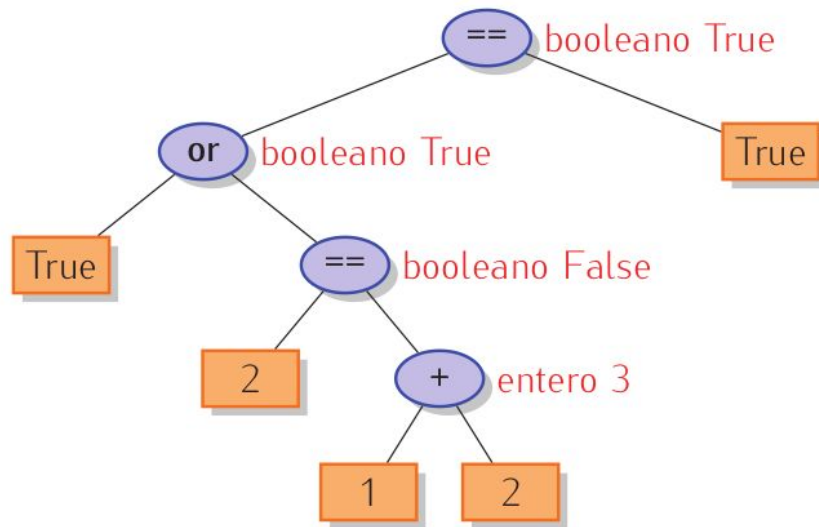 == booleano True
or booleano True
True
True
== booleano False
2
+ entero 3
1
2